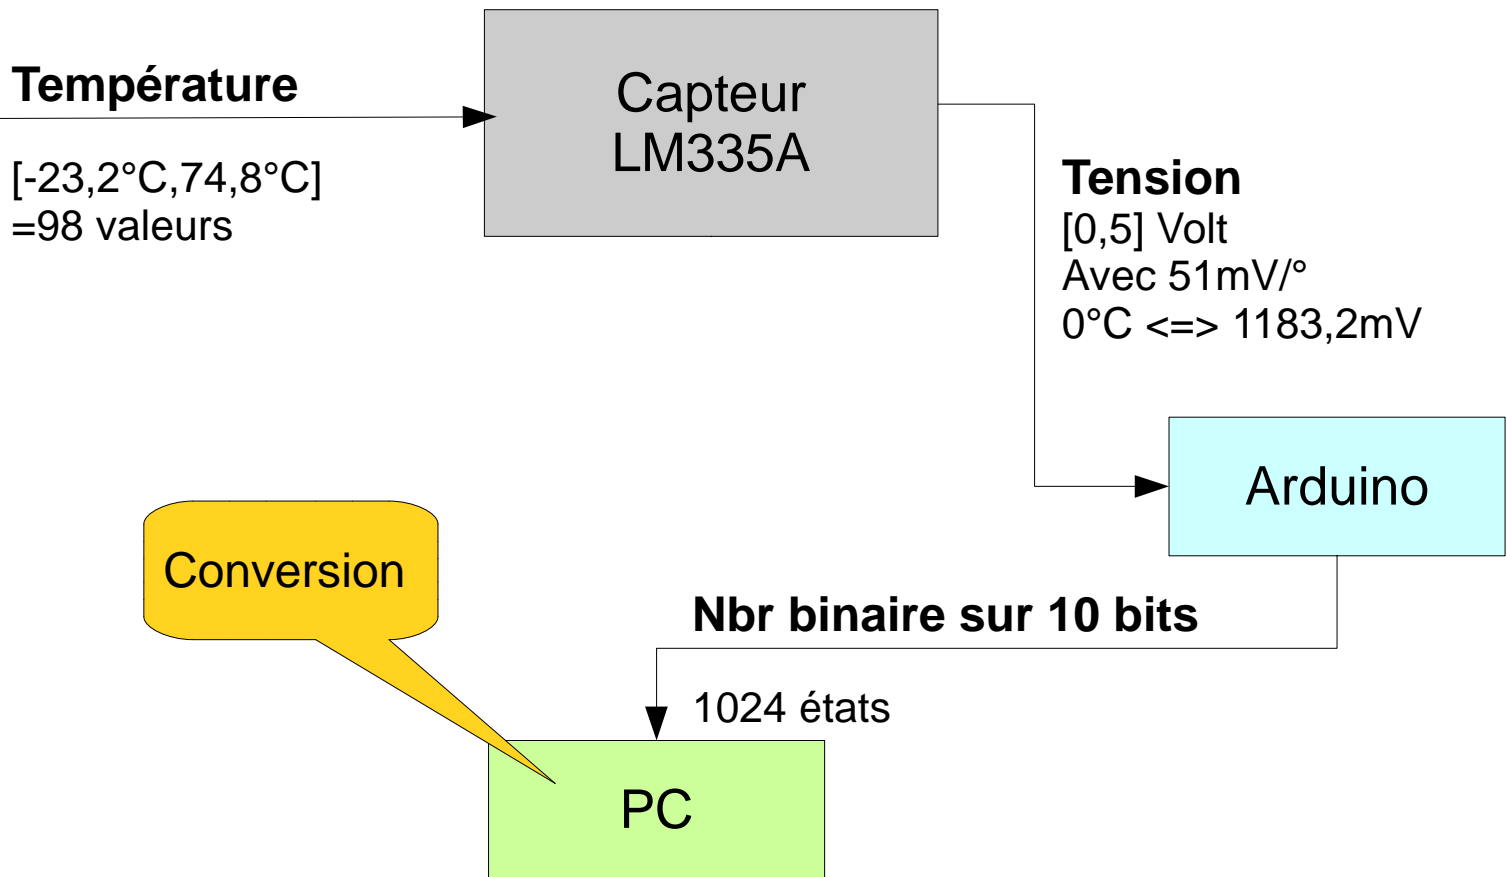 Température
[-23,2°C,74,8°C]
=98 valeurs
Capteur
LM335A
Tension
[0,5] Volt
Avec 51mV/°
0°C <=> 1183,2mV
Arduino
Conversion
Nbr binaire sur 10 bits
1024 états
PC